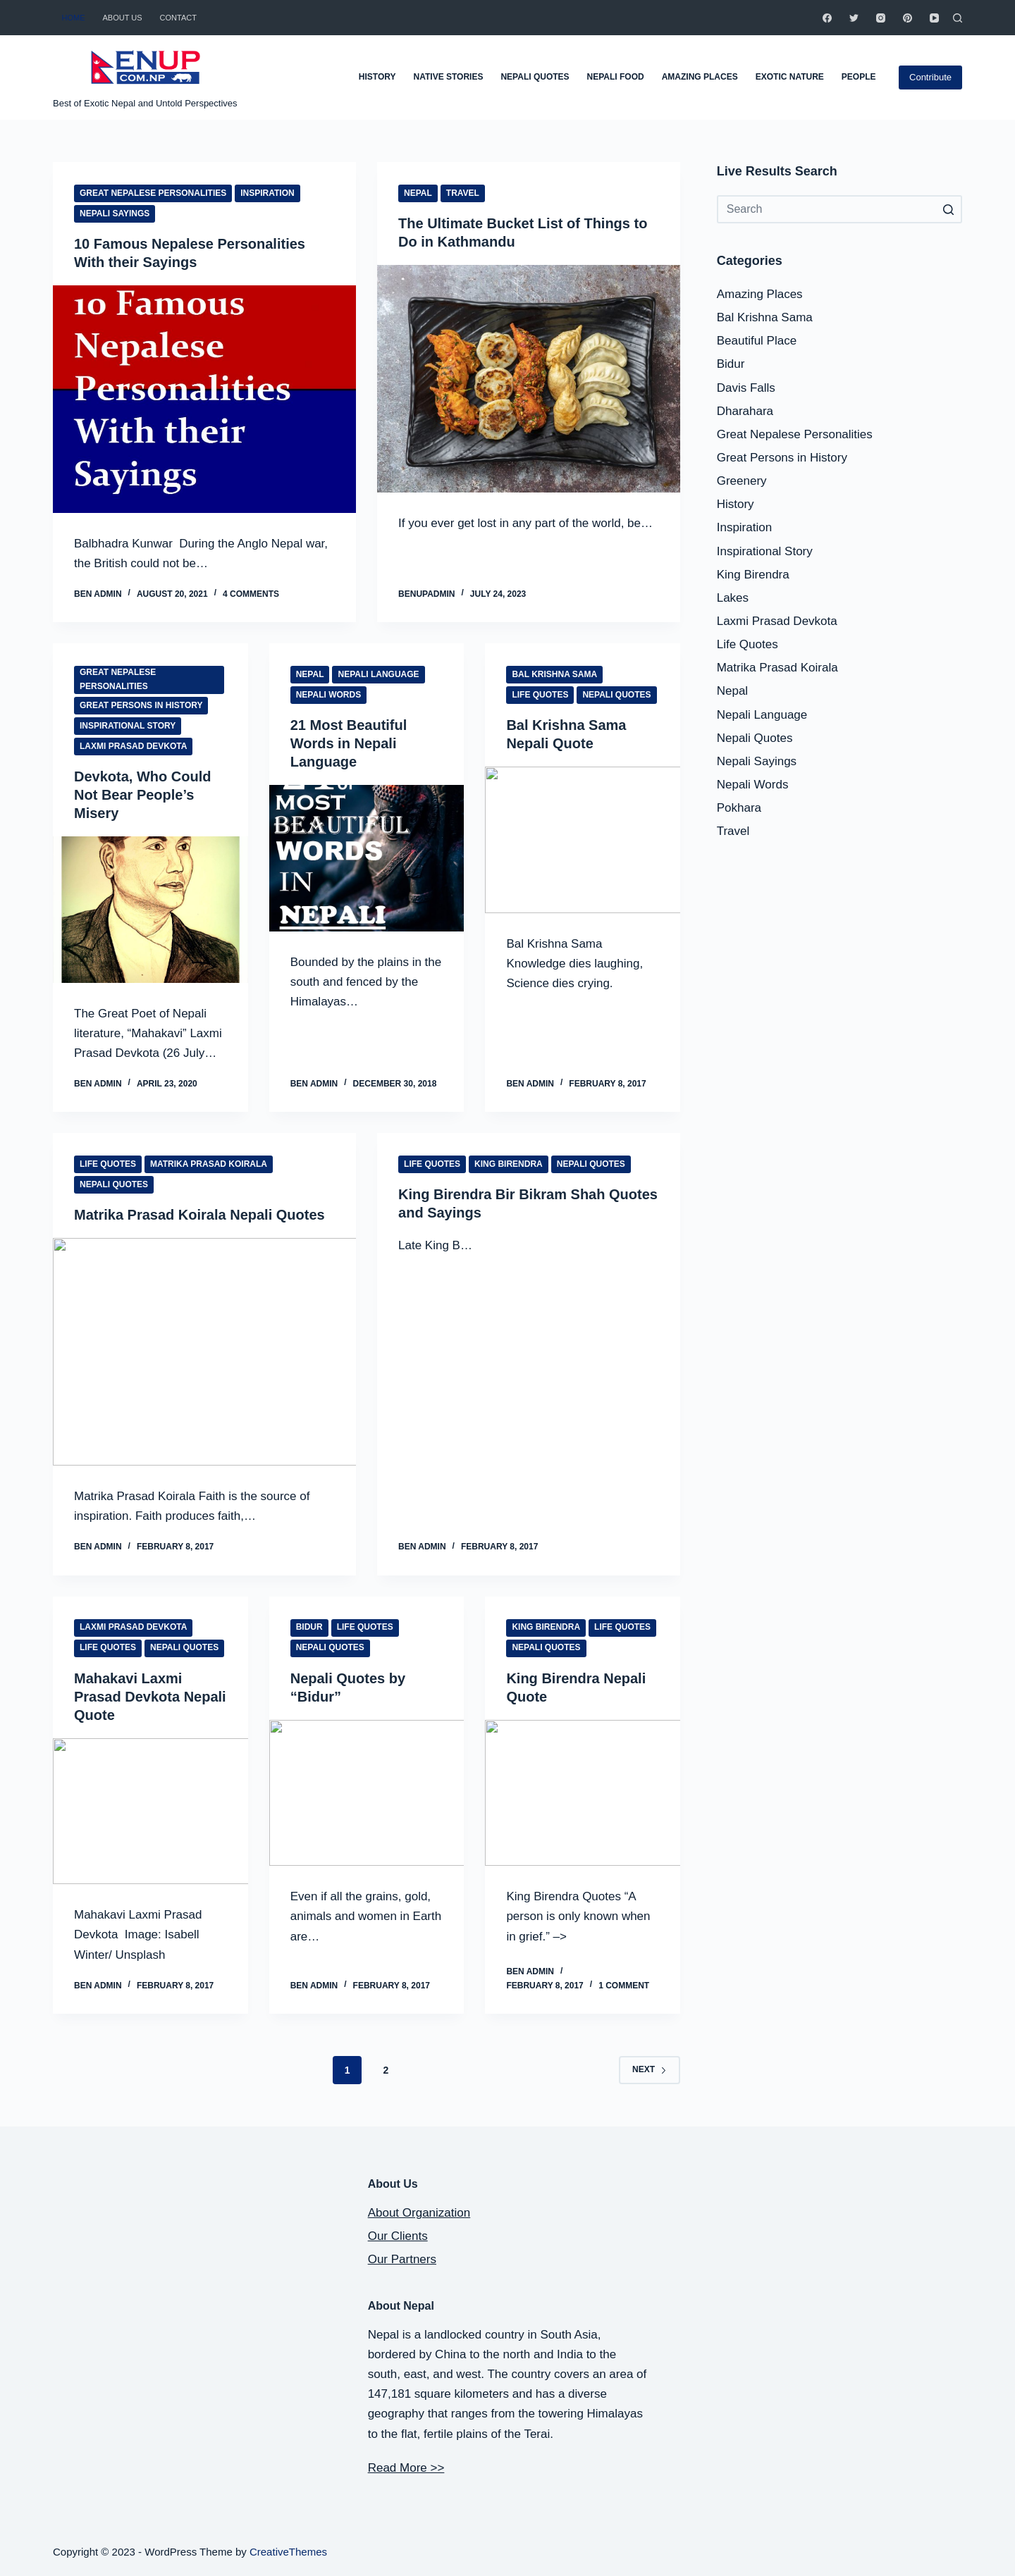 HOME ABOUT US CONTACT
ENUP
COM.NP
Best of Exotic Nepal and Untold Perspectives
HISTORY NATIVE STORIES NEPALI QUOTES NEPALI FOOD AMAZING PLACES EXOTIC NATURE PEOPLE Contribute
GREAT NEPALESE PERSONALITIES INSPIRATION
NEPALI SAYINGS
10 Famous Nepalese Personalities
With their Sayings
10 Famous
Nepalese
Personalities
With their
Sayings
Balbhadra Kunwar  During the Anglo Nepal war,
the British could not be…
BEN ADMIN / AUGUST 20, 2021 / 4 COMMENTS
NEPAL TRAVEL
The Ultimate Bucket List of Things to
Do in Kathmandu
If you ever get lost in any part of the world, be…
BENUPADMIN / JULY 24, 2023
GREAT NEPALESE
PERSONALITIES
GREAT PERSONS IN HISTORY
INSPIRATIONAL STORY
LAXMI PRASAD DEVKOTA
Devkota, Who Could
Not Bear People’s
Misery
The Great Poet of Nepali
literature, “Mahakavi” Laxmi
Prasad Devkota (26 July…
BEN ADMIN / APRIL 23, 2020
NEPAL NEPALI LANGUAGE
NEPALI WORDS
21 Most Beautiful
Words in Nepali
Language
21 OF
MOST
BEAUTIFUL
WORDS
IN
NEPALI
Bounded by the plains in the
south and fenced by the
Himalayas…
BEN ADMIN / DECEMBER 30, 2018
BAL KRISHNA SAMA
LIFE QUOTES NEPALI QUOTES
Bal Krishna Sama
Nepali Quote
Bal Krishna Sama
Knowledge dies laughing,
Science dies crying.
BEN ADMIN / FEBRUARY 8, 2017
LIFE QUOTES MATRIKA PRASAD KOIRALA
NEPALI QUOTES
Matrika Prasad Koirala Nepali Quotes
Matrika Prasad Koirala Faith is the source of
inspiration. Faith produces faith,…
BEN ADMIN / FEBRUARY 8, 2017
LIFE QUOTES KING BIRENDRA NEPALI QUOTES
King Birendra Bir Bikram Shah Quotes
and Sayings
Late King B…
BEN ADMIN / FEBRUARY 8, 2017
LAXMI PRASAD DEVKOTA
LIFE QUOTES NEPALI QUOTES
Mahakavi Laxmi
Prasad Devkota Nepali
Quote
Mahakavi Laxmi Prasad
Devkota  Image: Isabell
Winter/ Unsplash
BEN ADMIN / FEBRUARY 8, 2017
BIDUR LIFE QUOTES
NEPALI QUOTES
Nepali Quotes by
“Bidur”
Even if all the grains, gold,
animals and women in Earth
are…
BEN ADMIN / FEBRUARY 8, 2017
KING BIRENDRA LIFE QUOTES
NEPALI QUOTES
King Birendra Nepali
Quote
King Birendra Quotes “A
person is only known when
in grief.” –>
BEN ADMIN /
FEBRUARY 8, 2017 / 1 COMMENT
1 2 NEXT
Live Results Search
Search
Categories
Amazing Places
Bal Krishna Sama
Beautiful Place
Bidur
Davis Falls
Dharahara
Great Nepalese Personalities
Great Persons in History
Greenery
History
Inspiration
Inspirational Story
King Birendra
Lakes
Laxmi Prasad Devkota
Life Quotes
Matrika Prasad Koirala
Nepal
Nepali Language
Nepali Quotes
Nepali Sayings
Nepali Words
Pokhara
Travel
About Us
About Organization
Our Clients
Our Partners
About Nepal
Nepal is a landlocked country in South Asia,
bordered by China to the north and India to the
south, east, and west. The country covers an area of
147,181 square kilometers and has a diverse
geography that ranges from the towering Himalayas
to the flat, fertile plains of the Terai.
Read More >>
Copyright © 2023 - WordPress Theme by CreativeThemes